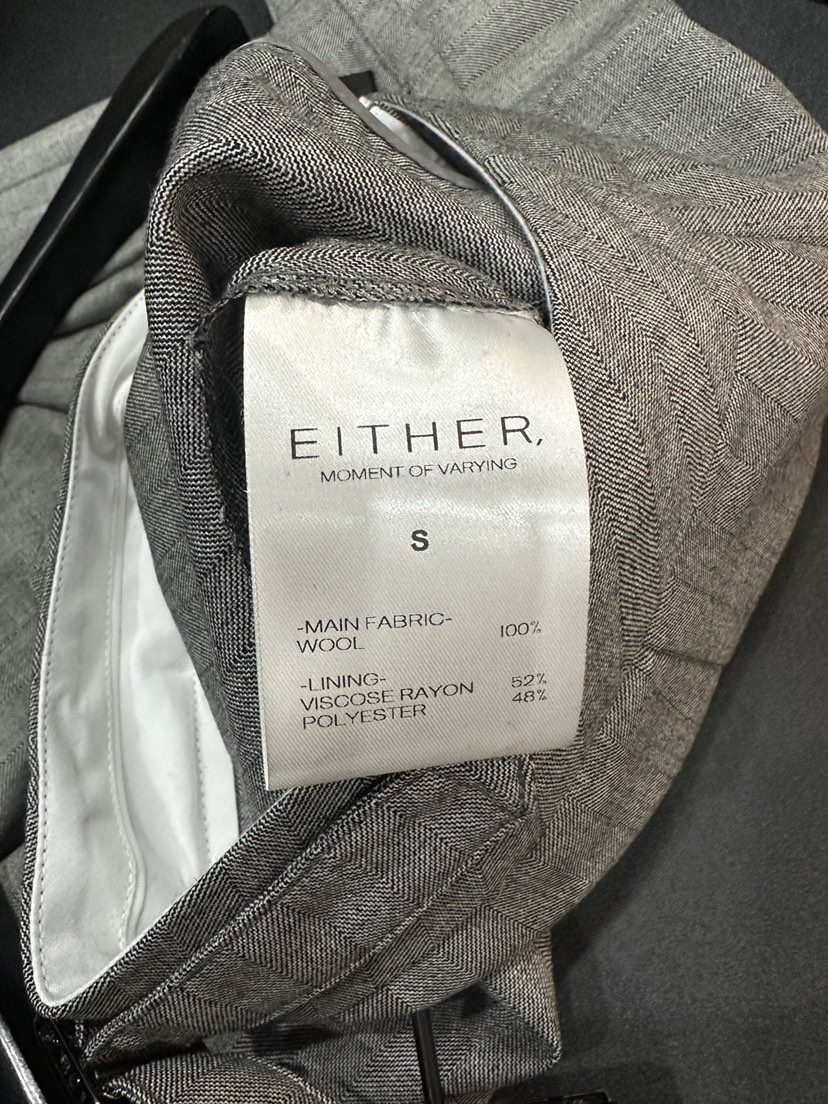 EITHER,
MOMENT OF VARYING
S
-MAIN FABRIC-
WOOL 100%
-LINING-
VISCOSE RAYON 52%
POLYESTER 48%